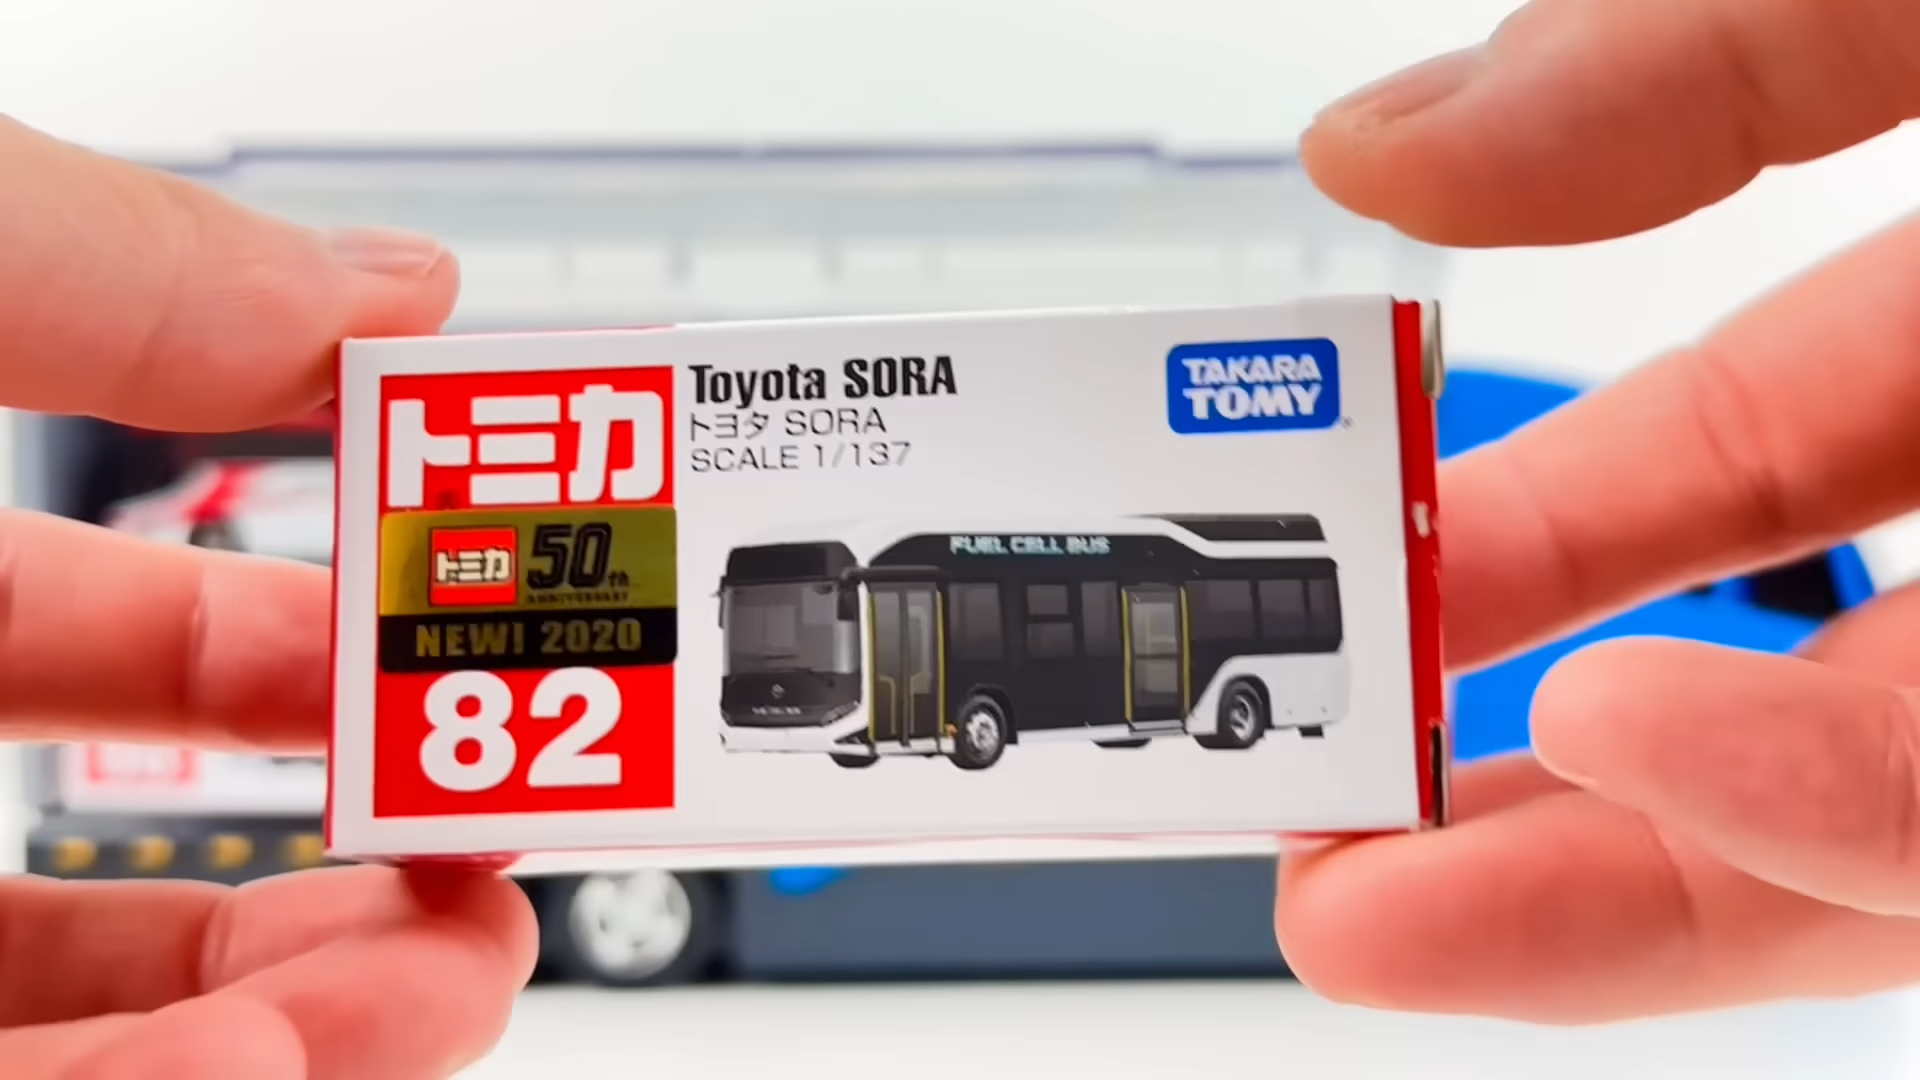 トミカ
Toyota SORA
トヨタ SORA
SCALE 1/137
TAKARA
TOMY
トミカ
50th
ANNIVERSARY
NEW! 2020
82
FUEL CELL BUS